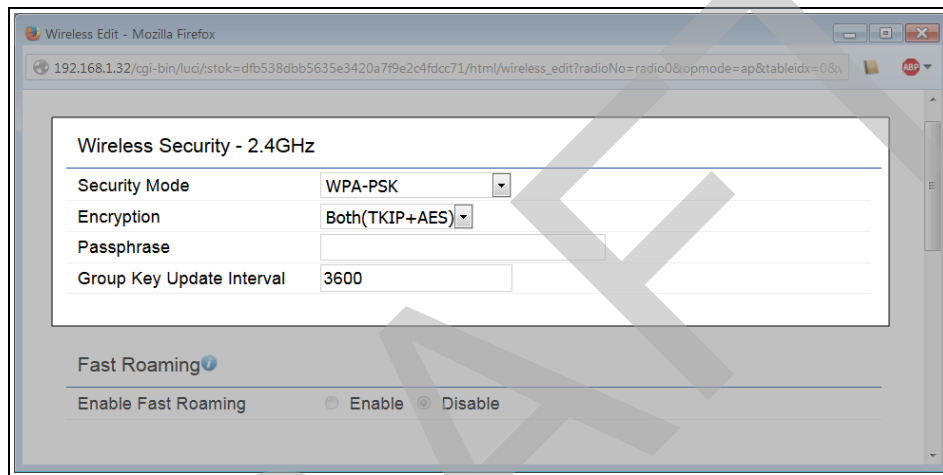 Wireless Edit - Mozilla Firefox
192.168.1.32/cgi-bin/luci/;stok=dfb538dbb5635e3420a7f9e2c4fdcc71/html/wireless_edit?radioNo=radio0&opmode=ap&tableidx=0&
ABP
Wireless Security - 2.4GHz
Security Mode WPA-PSK
Encryption Both(TKIP+AES)
Passphrase
Group Key Update Interval 3600
Fast Roaming
Enable Fast Roaming Enable Disable